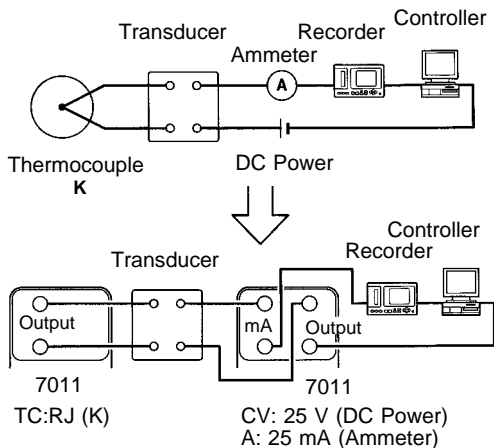 Transducer
Recorder
Controller
Ammeter
A
Thermocouple
K
DC Power
Controller
Recorder
Transducer
Output
mA
Output
7011
7011
TC:RJ (K)
CV: 25 V (DC Power)
A: 25 mA (Ammeter)